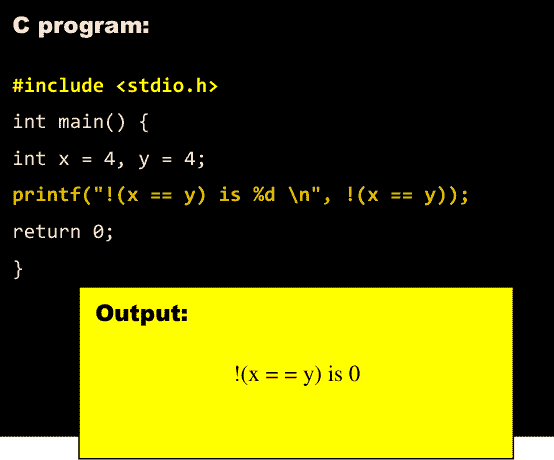 C program:
#include <stdio.h>
int main() {
int x = 4, y = 4;
printf("!(x == y) is %d \n", !(x == y));
return 0;
}
Output:
!(x = = y) is 0